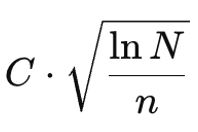 C · √(ln N / n)